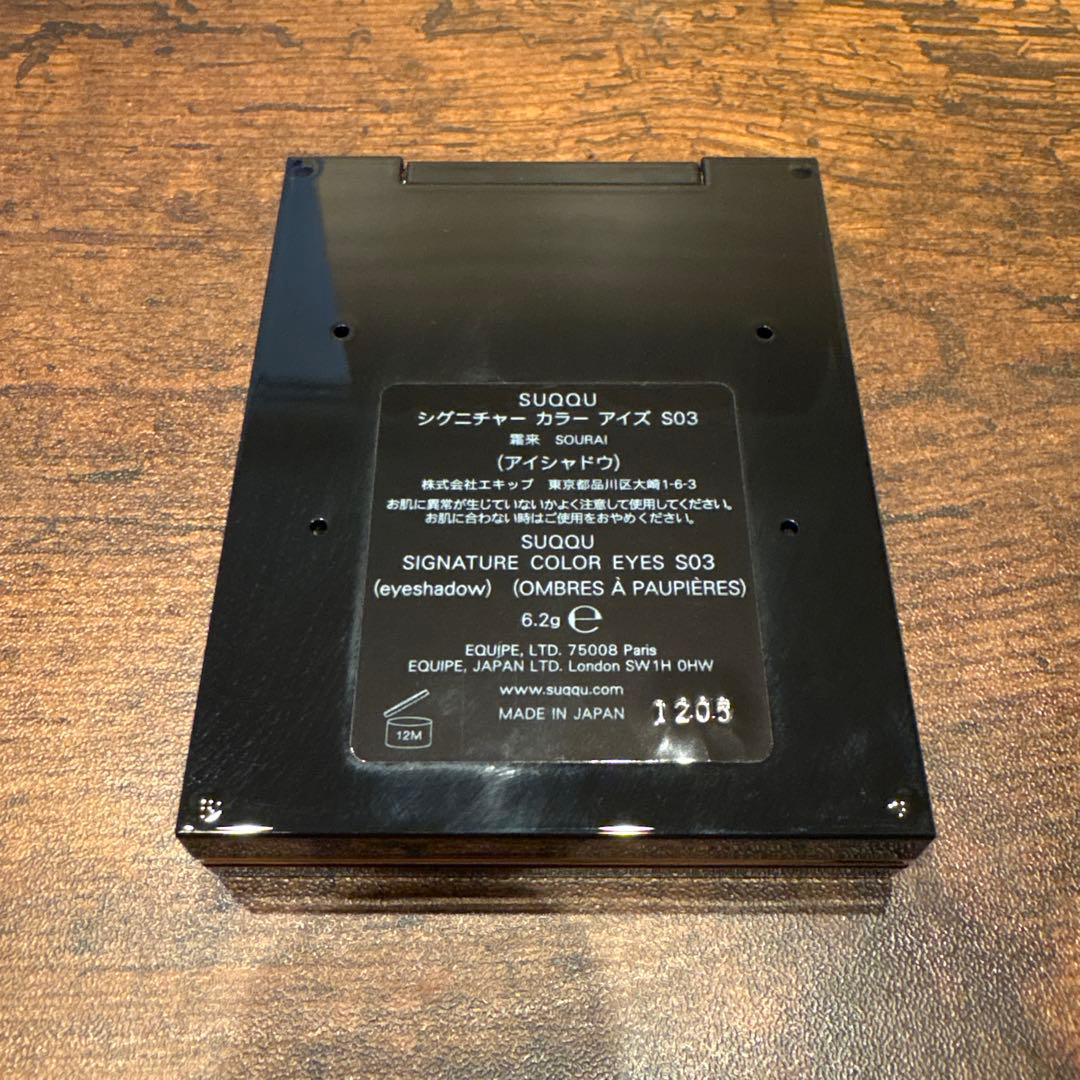 SUQQU
シグニチャー カラー アイズ S03
霜来 SOURAI
(アイシャドウ)
株式会社エキップ 東京都品川区大崎1-6-3
お肌に異常が生じていないかよく注意して使用してください。
お肌に合わない時はご使用をおやめください。
SUQQU
SIGNATURE COLOR EYES S03
(eyeshadow) (OMBRES À PAUPIÈRES)
6.2g ℮
EQUIPE, LTD. 75008 Paris
EQUIPE, JAPAN LTD. London SW1H 0HW
www.suqqu.com
MADE IN JAPAN 1205
12M